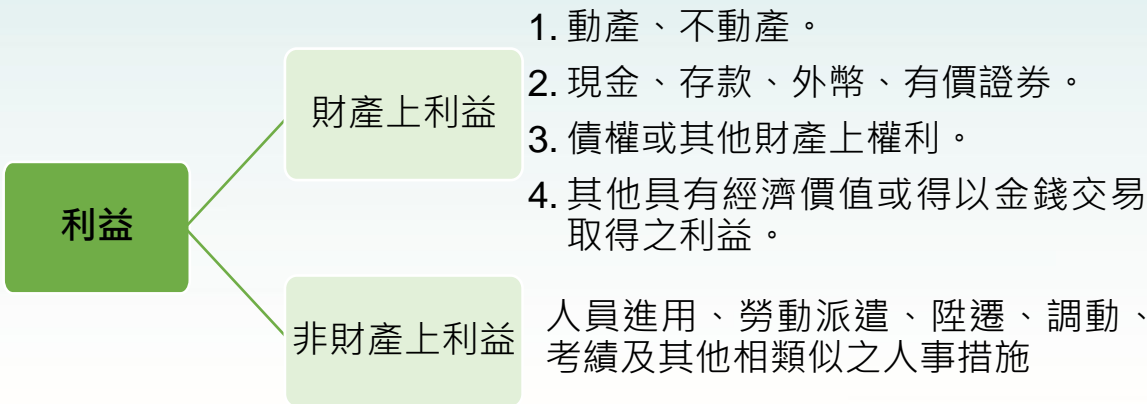 利益
財產上利益
1. 動產、不動產。
2. 現金、存款、外幣、有價證券。
3. 債權或其他財產上權利。
4. 其他具有經濟價值或得以金錢交易
取得之利益。
非財產上利益
人員進用、勞動派遣、陞遷、調動、
考績及其他相類似之人事措施